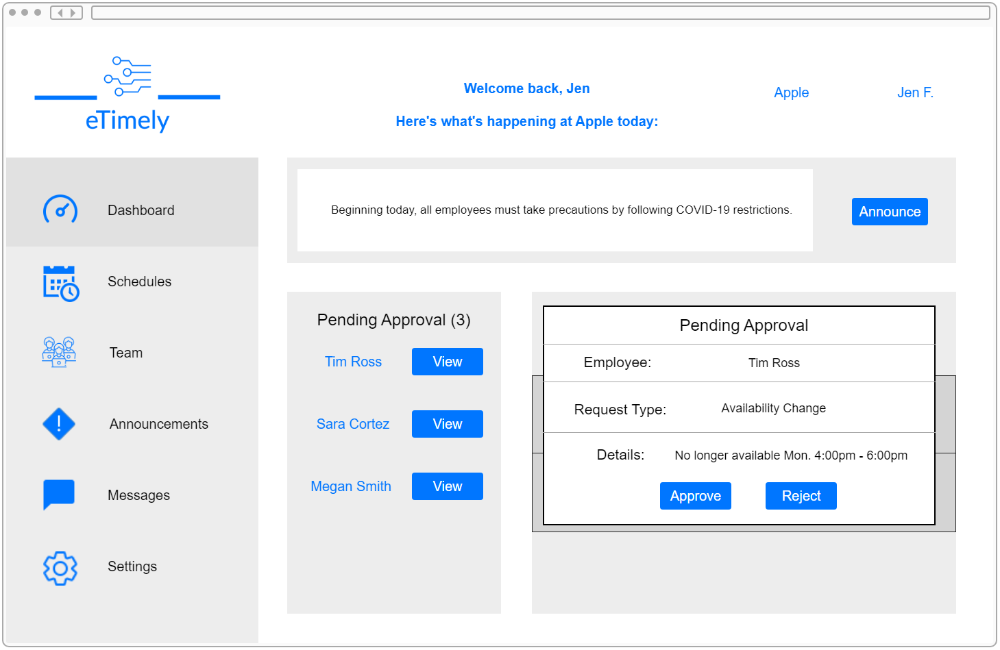 eTimely
Welcome back, Jen
Here's what's happening at Apple today:
Apple
Jen F.
Dashboard
Schedules
Team
Announcements
Messages
Settings
Beginning today, all employees must take precautions by following COVID-19 restrictions.
Announce
Pending Approval (3)
Tim Ross View
Sara Cortez View
Megan Smith View
Pending Approval
Employee: Tim Ross
Request Type: Availability Change
Details: No longer available Mon. 4:00pm - 6:00pm
Approve Reject